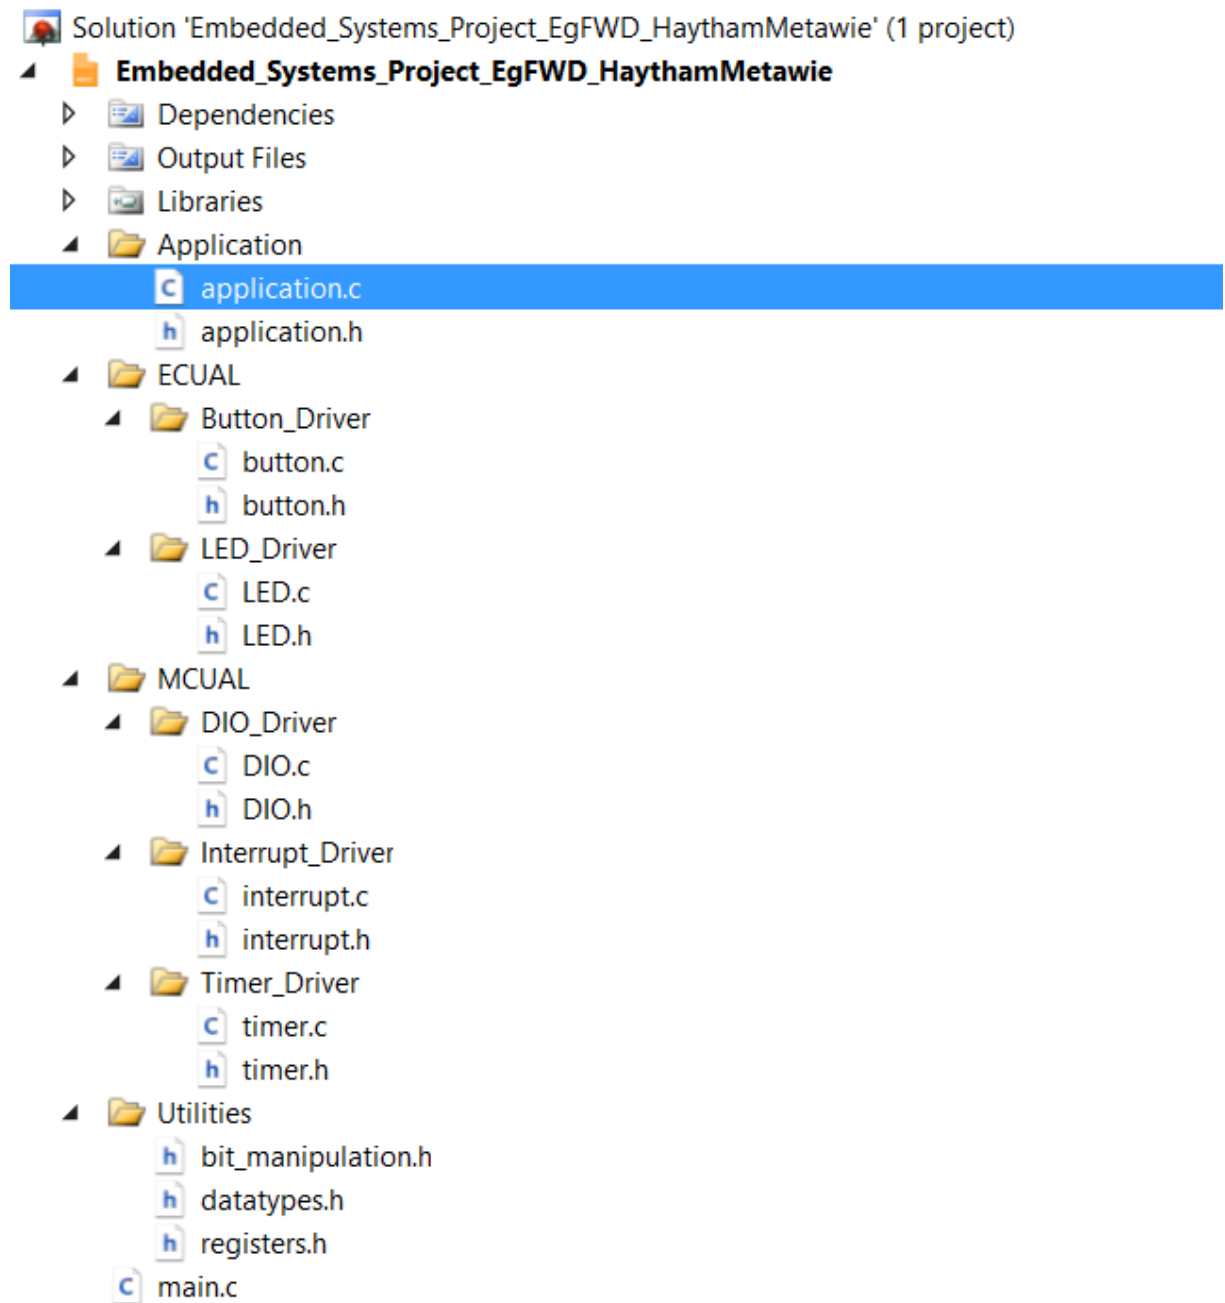 Solution 'Embedded_Systems_Project_EgFWD_HaythamMetawie' (1 project)
Embedded_Systems_Project_EgFWD_HaythamMetawie
Dependencies
Output Files
Libraries
Application
application.c
application.h
ECUAL
Button_Driver
button.c
button.h
LED_Driver
LED.c
LED.h
MCUAL
DIO_Driver
DIO.c
DIO.h
Interrupt_Driver
interrupt.c
interrupt.h
Timer_Driver
timer.c
timer.h
Utilities
bit_manipulation.h
datatypes.h
registers.h
main.c